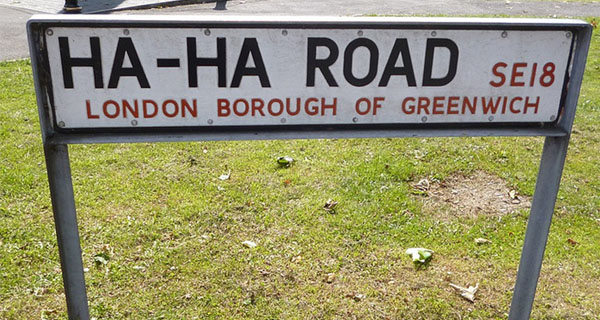 HA-HA ROAD SE18
LONDON BOROUGH OF GREENWICH